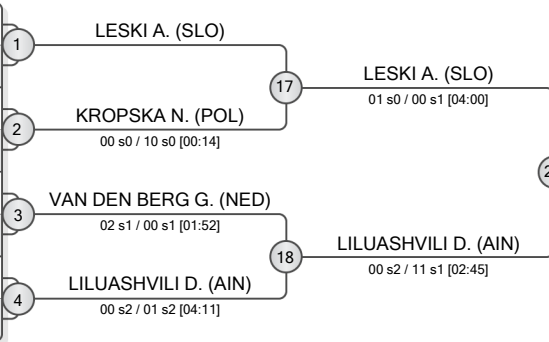 1
LESKI A. (SLO)
17
LESKI A. (SLO)
01 s0 / 00 s1 [04:00]
2
KROPSKA N. (POL)
00 s0 / 10 s0 [00:14]
3
VAN DEN BERG G. (NED)
02 s1 / 00 s1 [01:52]
18
LILUASHVILI D. (AIN)
00 s2 / 11 s1 [02:45]
4
LILUASHVILI D. (AIN)
00 s2 / 01 s2 [04:11]